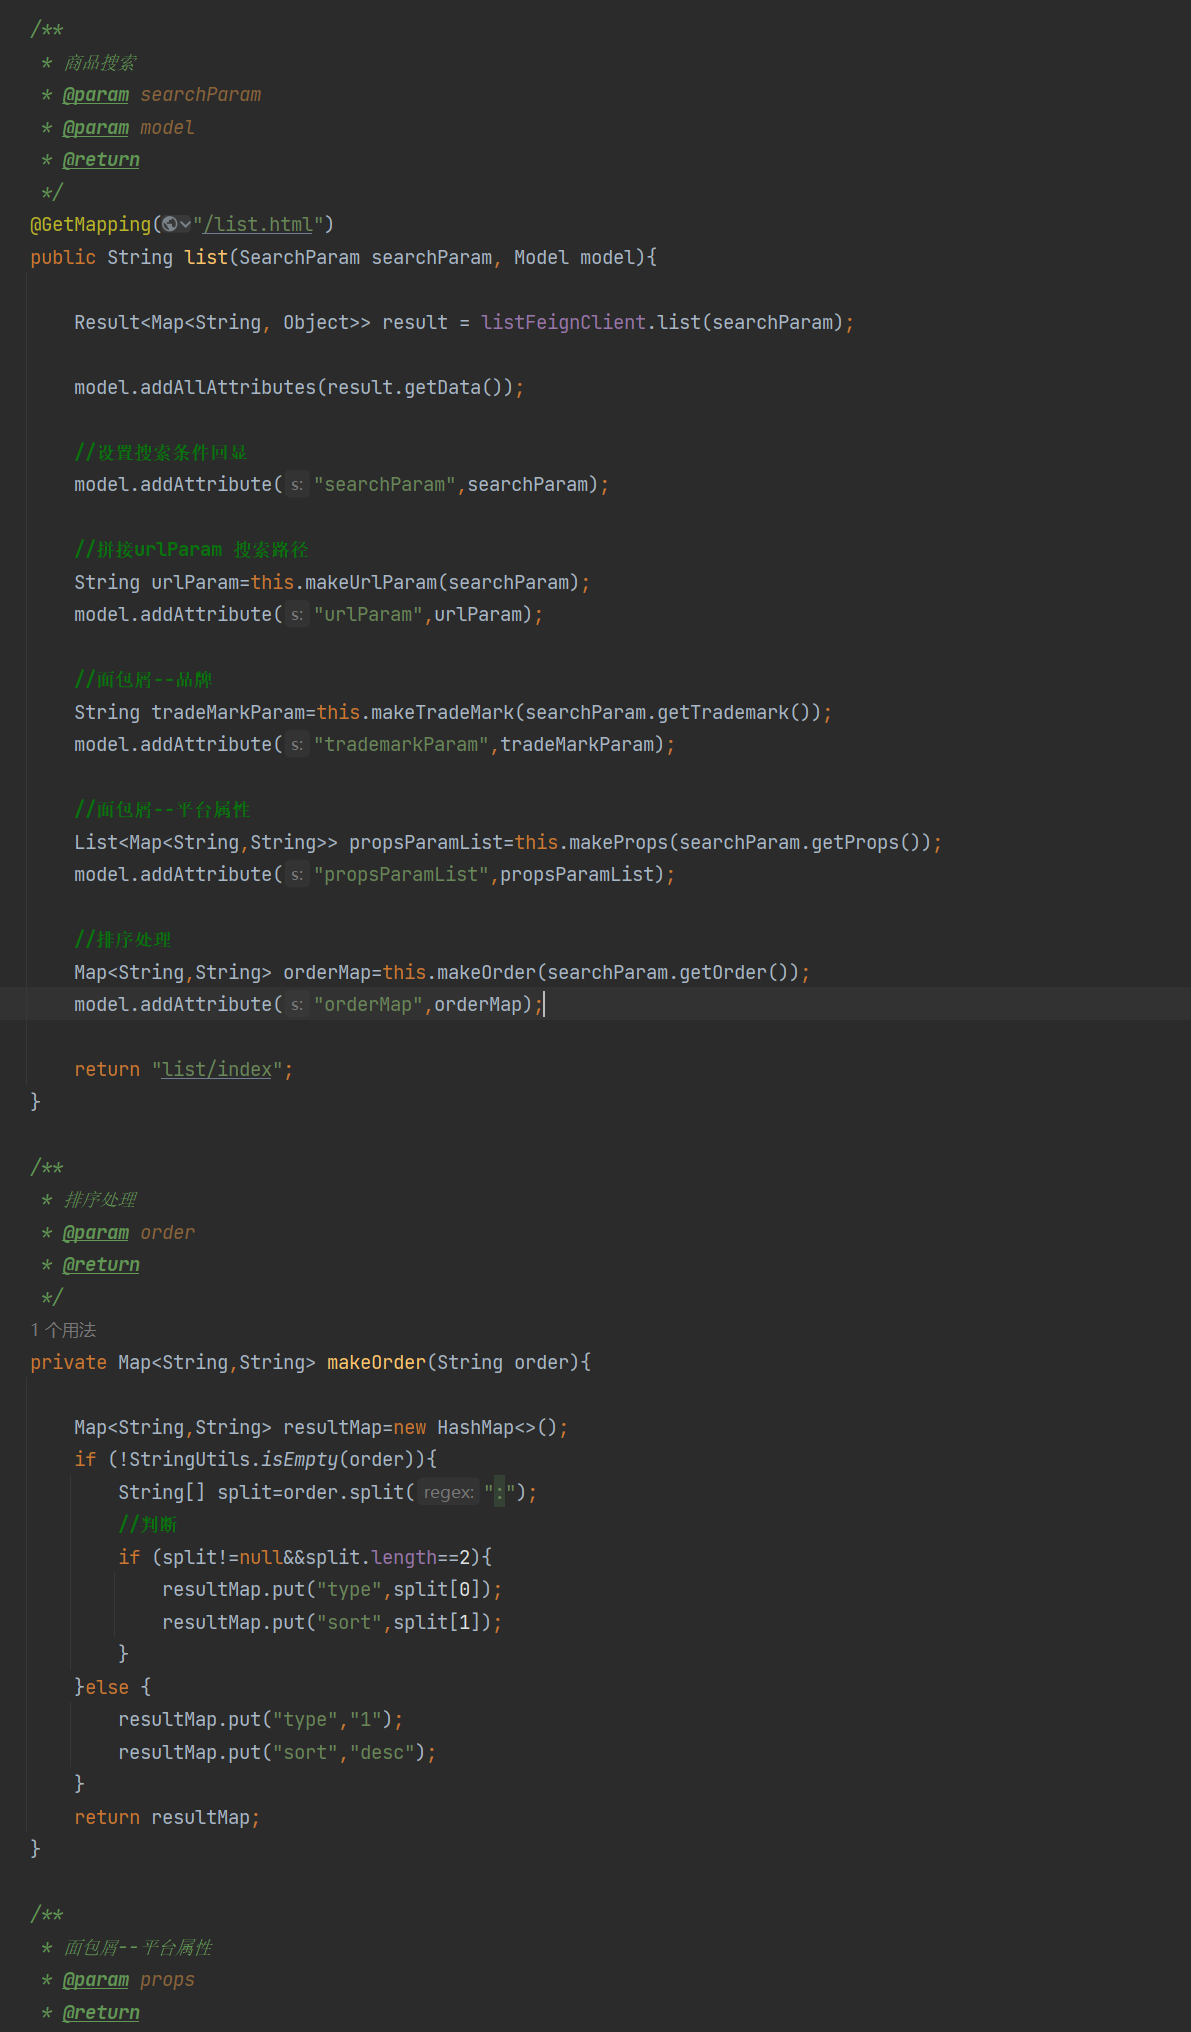 /**
 * 商品搜索
 * @param searchParam
 * @param model
 * @return
 */
@GetMapping("/list.html")
public String list(SearchParam searchParam, Model model){
Result<Map<String, Object>> result = listFeignClient.list(searchParam);
model.addAllAttributes(result.getData());
//设置搜索条件回显
model.addAttribute( s: "searchParam",searchParam);
//拼接urlParam 搜索路径
String urlParam=this.makeUrlParam(searchParam);
model.addAttribute( s: "urlParam",urlParam);
//面包屑--品牌
String tradeMarkParam=this.makeTradeMark(searchParam.getTrademark());
model.addAttribute( s: "trademarkParam",tradeMarkParam);
//面包屑--平台属性
List<Map<String,String>> propsParamList=this.makeProps(searchParam.getProps());
model.addAttribute( s: "propsParamList",propsParamList);
//排序处理
Map<String,String> orderMap=this.makeOrder(searchParam.getOrder());
model.addAttribute( s: "orderMap",orderMap);
return "list/index";
}
/**
 * 排序处理
 * @param order
 * @return
 */
1 个用法
private Map<String,String> makeOrder(String order){
Map<String,String> resultMap=new HashMap<>();
if (!StringUtils.isEmpty(order)){
String[] split=order.split( regex: ":");
//判断
if (split!=null&&split.length==2){
resultMap.put("type",split[0]);
resultMap.put("sort",split[1]);
}
}else {
resultMap.put("type","1");
resultMap.put("sort","desc");
}
return resultMap;
}
/**
 * 面包屑--平台属性
 * @param props
 * @return